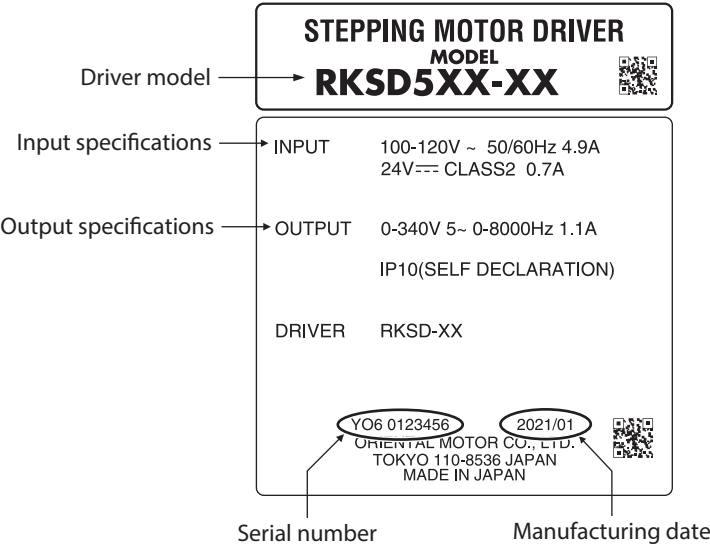 STEPPING MOTOR DRIVER
MODEL
Driver model
RKSD5XX-XX
Input specifications
INPUT 100-120V ~ 50/60Hz 4.9A
24V⎓ CLASS2 0.7A
Output specifications
OUTPUT 0-340V 5~ 0-8000Hz 1.1A
IP10(SELF DECLARATION)
DRIVER RKSD-XX
YO6 0123456 2021/01
ORIENTAL MOTOR CO., LTD.
TOKYO 110-8536 JAPAN
MADE IN JAPAN
Serial number
Manufacturing date